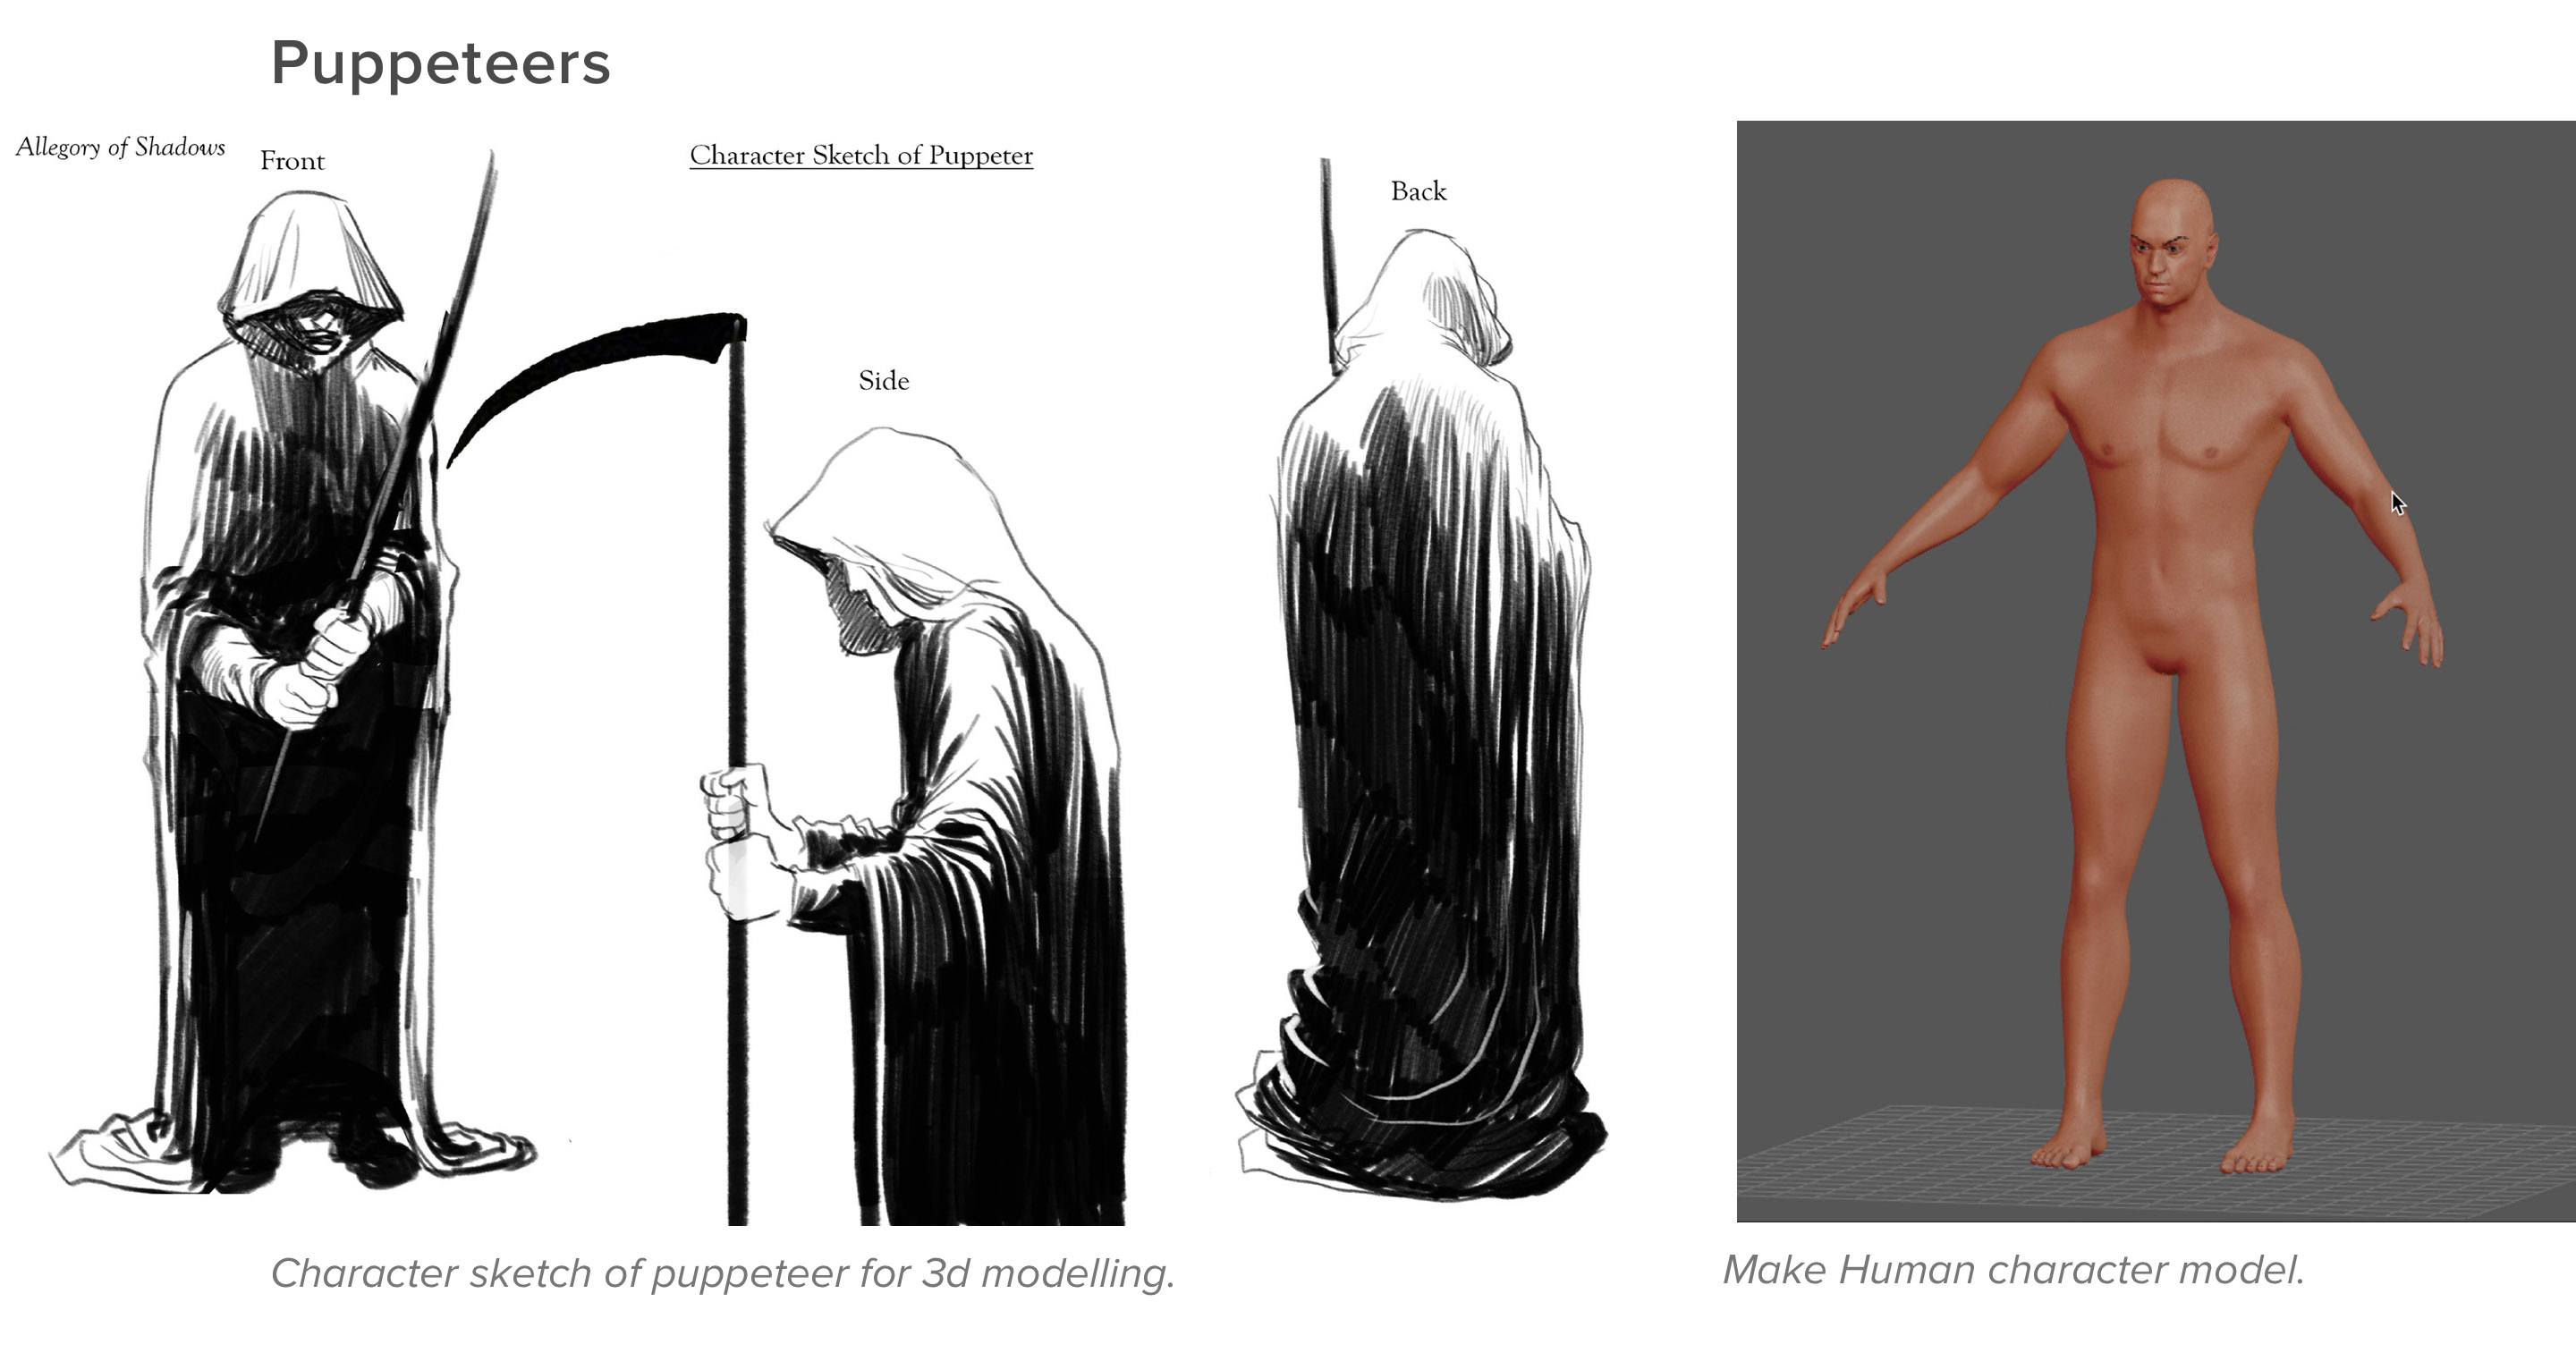 Puppeteers
Allegory of Shadows
Front
Character Sketch of Puppeter
Back
Side
Character sketch of puppeteer for 3d modelling.
Make Human character model.